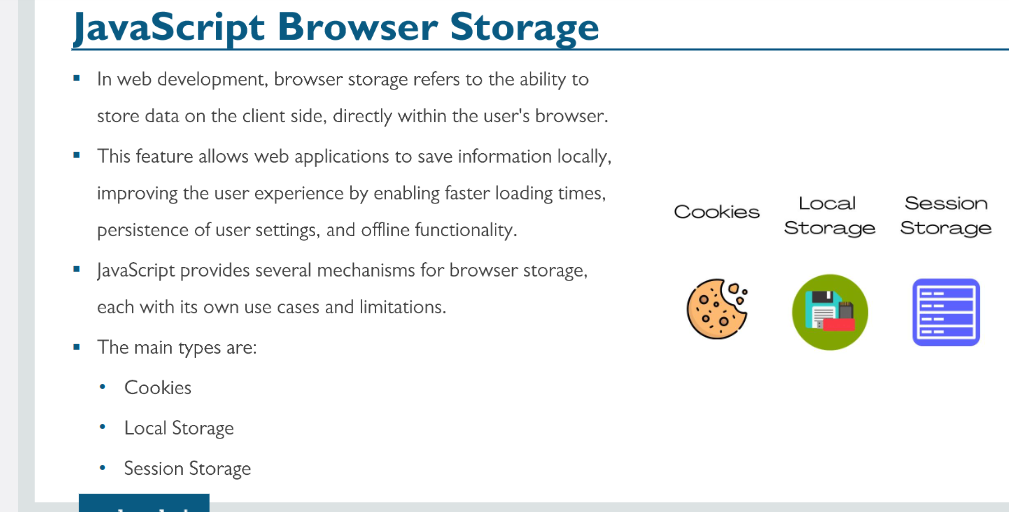 JavaScript Browser Storage
In web development, browser storage refers to the ability to
store data on the client side, directly within the user's browser.
This feature allows web applications to save information locally,
improving the user experience by enabling faster loading times,
persistence of user settings, and offline functionality.
JavaScript provides several mechanisms for browser storage,
each with its own use cases and limitations.
The main types are:
Cookies
Local Storage
Session Storage
Cookies
Local
Storage
Session
Storage